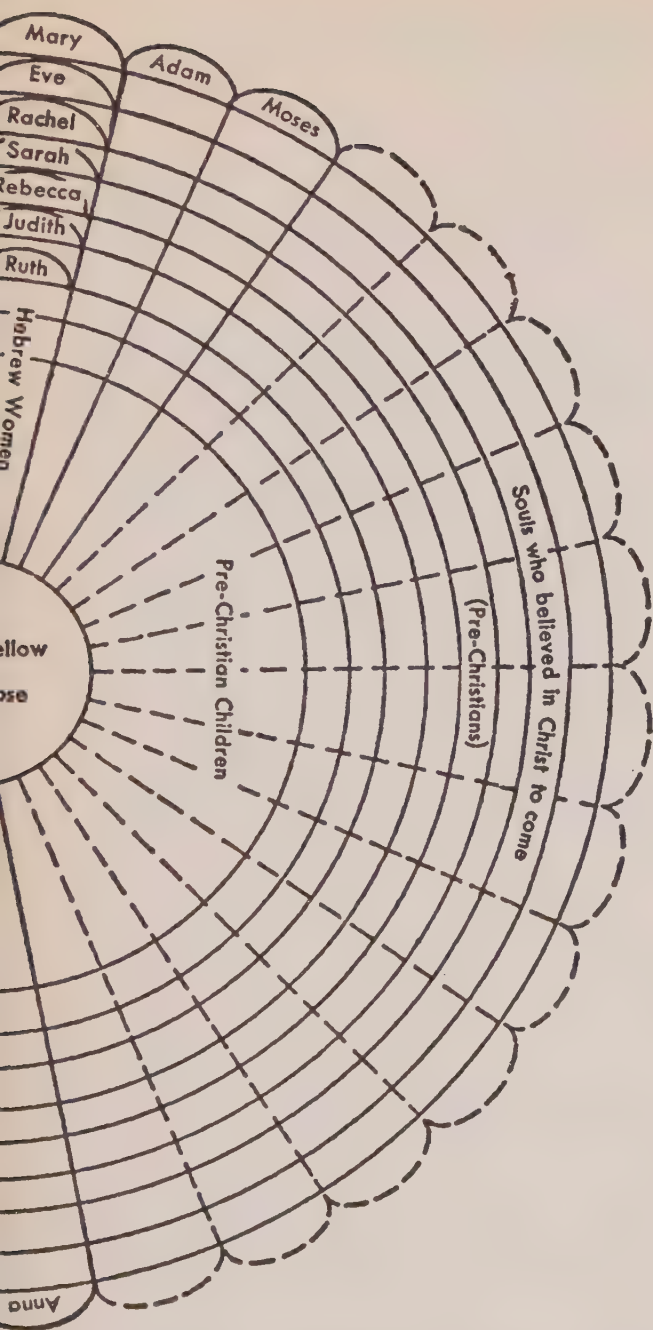 Mary
Adam
Moses
Eve
Rachel
Sarah
Rebecca
Judith
Ruth
Hebrew Women
Souls who believed in Christ to come
(Pre-Christians)
Pre-Christian Children
ellow
ose
Anna